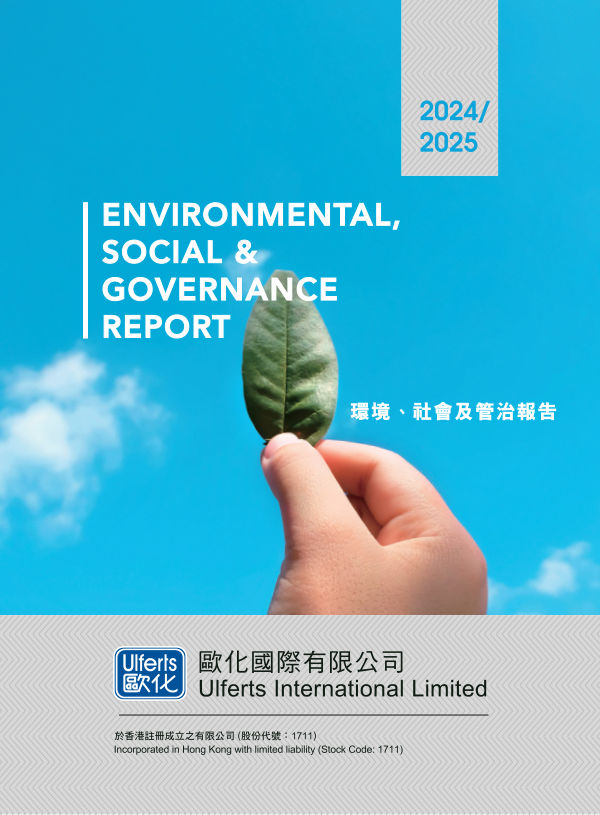 2024/
2025
ENVIRONMENTAL,
SOCIAL &
GOVERNANCE
REPORT
環境、社會及管治報告
Ulferts
歐化
歐化國際有限公司
Ulferts International Limited
於香港註冊成立之有限公司 (股份代號：1711)
Incorporated in Hong Kong with limited liability (Stock Code: 1711)